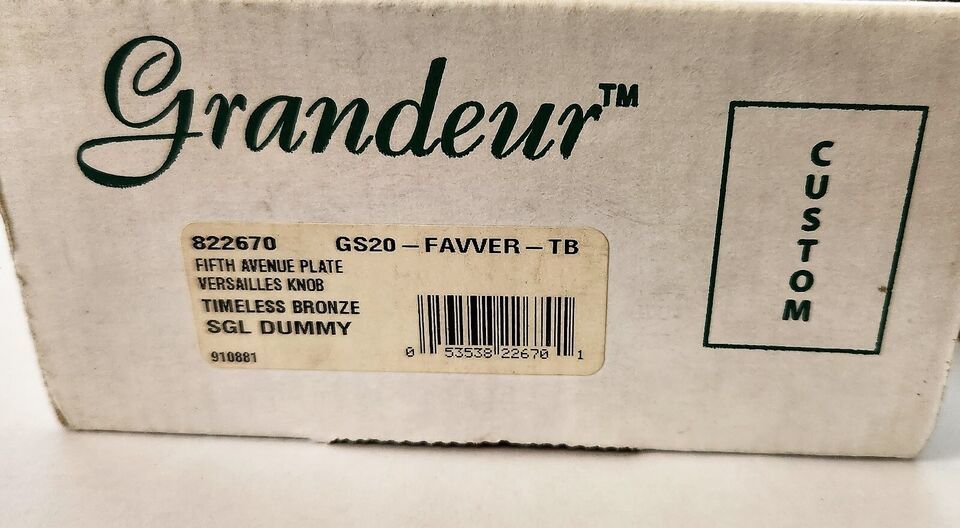 Grandeur™
CUSTOM
822670 GS20 – FAVVER – TB
FIFTH AVENUE PLATE
VERSAILLES KNOB
TIMELESS BRONZE
SGL DUMMY
910881
0 53538 22670 1